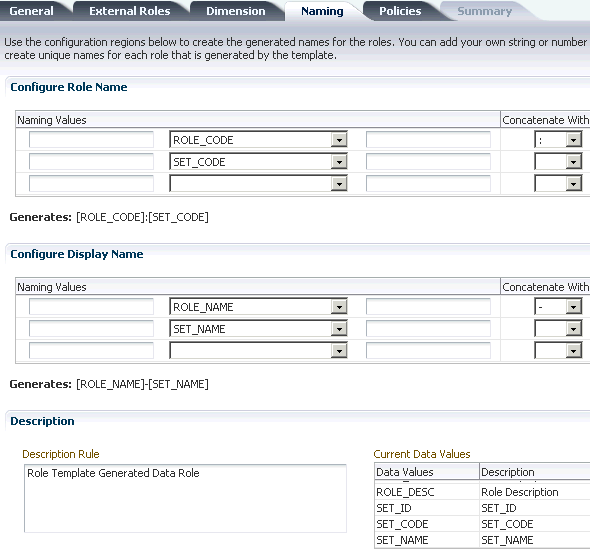 General External Roles Dimension Naming Policies Summary
Use the configuration regions below to create the generated names for the roles. You can add your own string or number
create unique names for each role that is generated by the template.
Configure Role Name
Naming Values Concatenate With
ROLE_CODE :
SET_CODE
Generates: [ROLE_CODE]:[SET_CODE]
Configure Display Name
Naming Values Concatenate With
ROLE_NAME -
SET_NAME
Generates: [ROLE_NAME]-[SET_NAME]
Description
Description Rule Current Data Values
Role Template Generated Data Role
Data Values Description
ROLE_DESC Role Description
SET_ID SET_ID
SET_CODE SET_CODE
SET_NAME SET_NAME